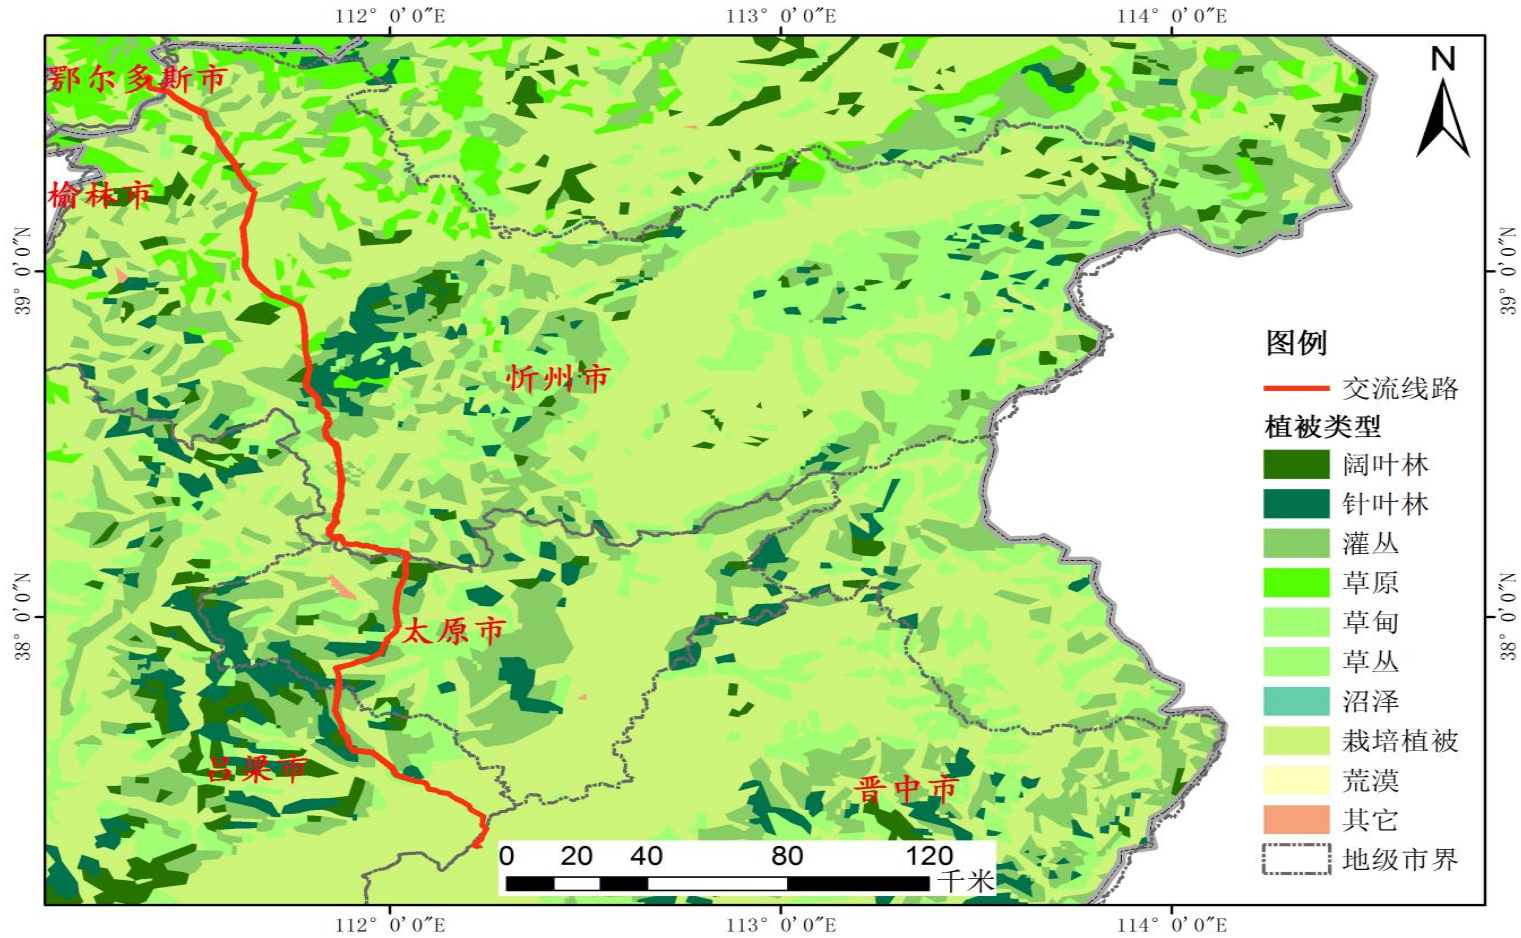 112° 0′0″E
113° 0′0″E
114° 0′0″E
N
鄂尔多斯市
榆林市
39° 0′0″N
39° 0′0″N
图例
忻州市
交流线路
植被类型
阔叶林
针叶林
灌丛
草原
38° 0′0″N
38° 0′0″N
太原市
草甸
草丛
沼泽
栽培植被
吕梁市
晋中市
荒漠
其它
0 20 40 80 120
千米
地级市界
112° 0′0″E
113° 0′0″E
114° 0′0″E